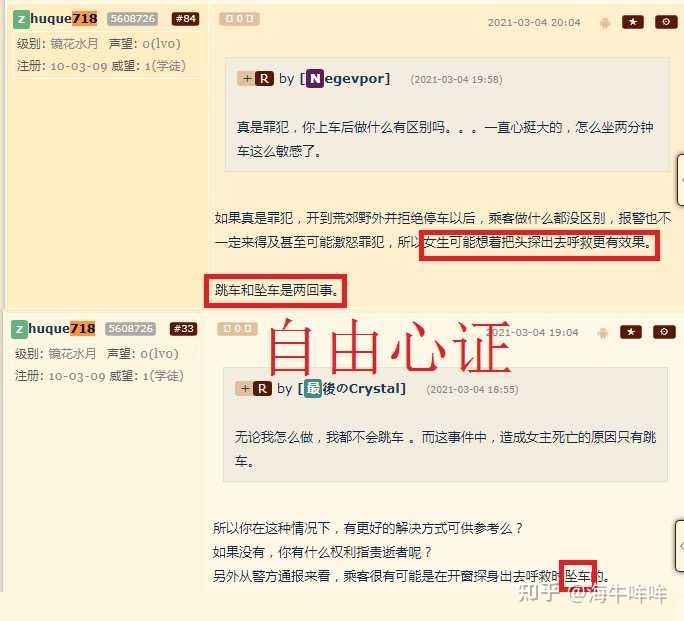 zhuque718 5608726 #84 [0] 2021-03-04 20:04
级别: 镜花水月 声望: 0(lv0)
注册: 10-03-09 威望: 1(学徒)
+ R by [Negevpor] (2021-03-04 19:58)
真是罪犯，你上车后做什么有区别吗。。。一直心挺大的，怎么坐两分钟
车这么敏感了。
如果真是罪犯，开到荒郊野外并拒绝停车以后，乘客做什么都没区别，报警也不
一定来得及甚至可能激怒罪犯，所以女生可能想着把头探出去呼救更有效果。
跳车和坠车是两回事。
zhuque718 5608726 #33 [0] 2021-03-04 19:04
自由心证
级别: 镜花水月 声望: 0(lv0)
注册: 10-03-09 威望: 1(学徒)
+ R by [最後のCrystal] (2021-03-04 18:55)
无论我怎么做，我都不会跳车 。而这事件中，造成女主死亡的原因只有跳
车。
所以你在这种情况下，有更好的解决方式可供参考么？
如果没有，你有什么权利指责逝者呢？
另外从警方通报来看，乘客很有可能是在开窗探身出去呼救时坠车的。
知乎 @海牛哞哞